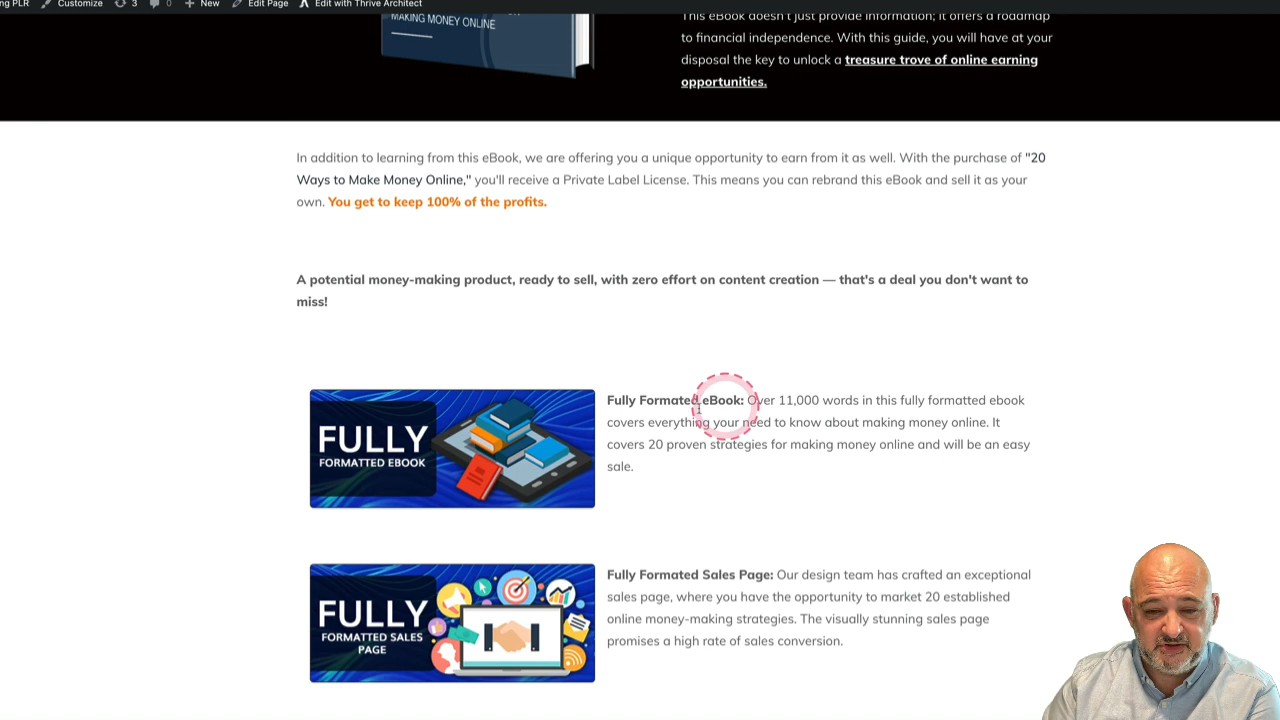 ng PLR Customize 3 0 New Edit Page Edit with Thrive Architect
MAKING MONEY ONLINE
This eBook doesn't just provide information; it offers a roadmap
to financial independence. With this guide, you will have at your
disposal the key to unlock a treasure trove of online earning
opportunities.
In addition to learning from this eBook, we are offering you a unique opportunity to earn from it as well. With the purchase of "20
Ways to Make Money Online," you'll receive a Private Label License. This means you can rebrand this eBook and sell it as your
own. You get to keep 100% of the profits.
A potential money-making product, ready to sell, with zero effort on content creation — that's a deal you don't want to
miss!
FULLY
FORMATTED EBOOK
Fully Formated eBook: Over 11,000 words in this fully formatted ebook
covers everything your need to know about making money online. It
covers 20 proven strategies for making money online and will be an easy
sale.
FULLY
FORMATTED SALES
PAGE
Fully Formated Sales Page: Our design team has crafted an exceptional
sales page, where you have the opportunity to market 20 established
online money-making strategies. The visually stunning sales page
promises a high rate of sales conversion.